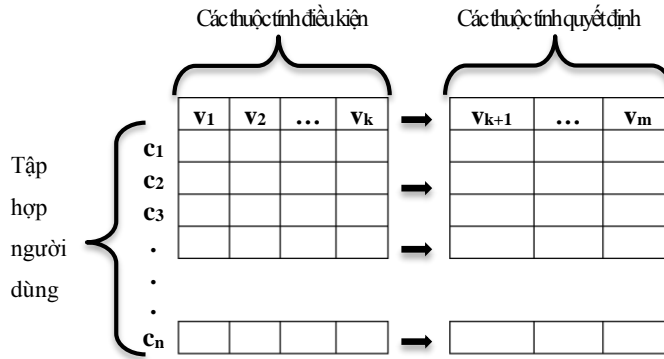 Các thuộc tính điều kiện
Các thuộc tính quyết định
v1 v2 … vk vk+1 … vm
Tập
hợp
người
dùng
c1
c2
c3
.
.
.
cn